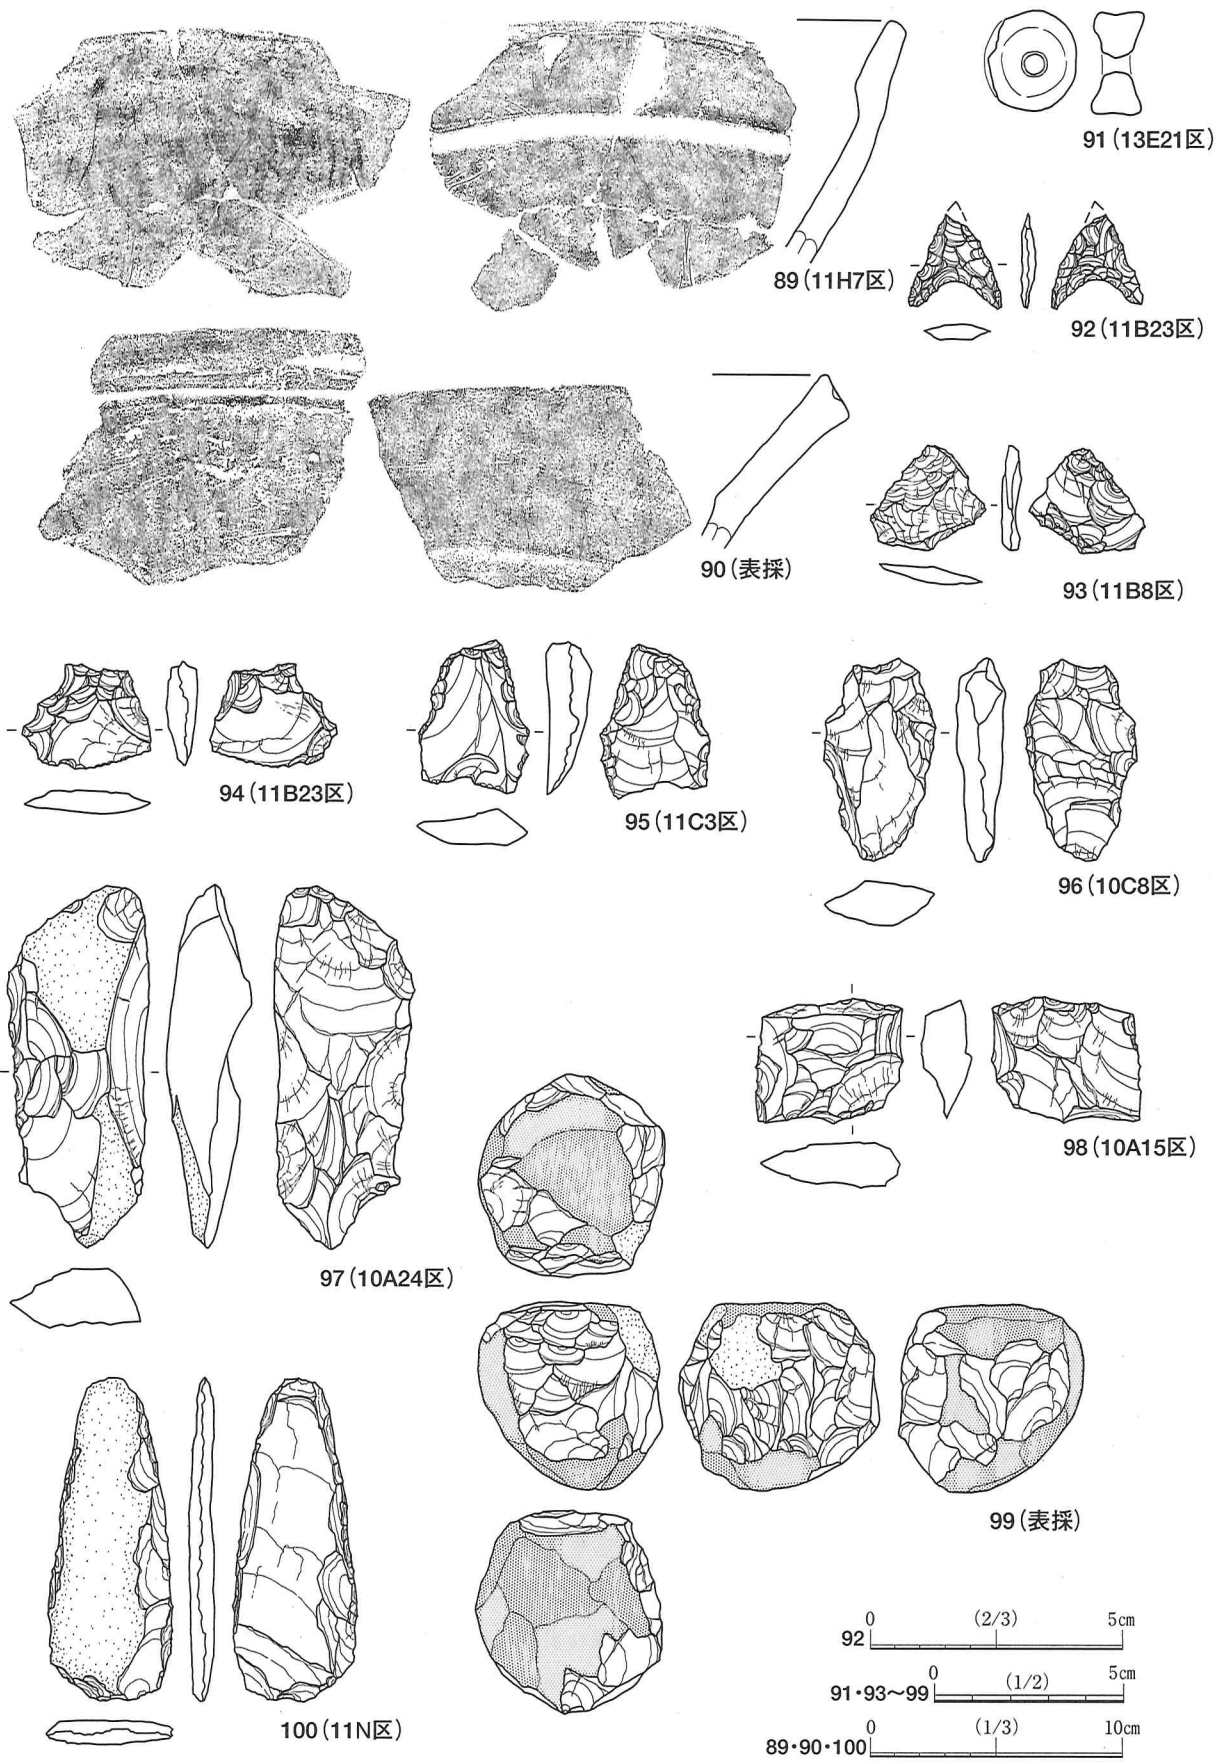 91(13E21区)
89(11H7区)
92(11B23区)
90(表採)
93(11B8区)
94(11B23区)
95(11C3区)
96(10C8区)
97(10A24区)
98(10A15区)
99(表採)
100(11N区)
0 (2/3) 5cm
92
0 (1/2) 5cm
91・93～99
0 (1/3) 10cm
89・90・100